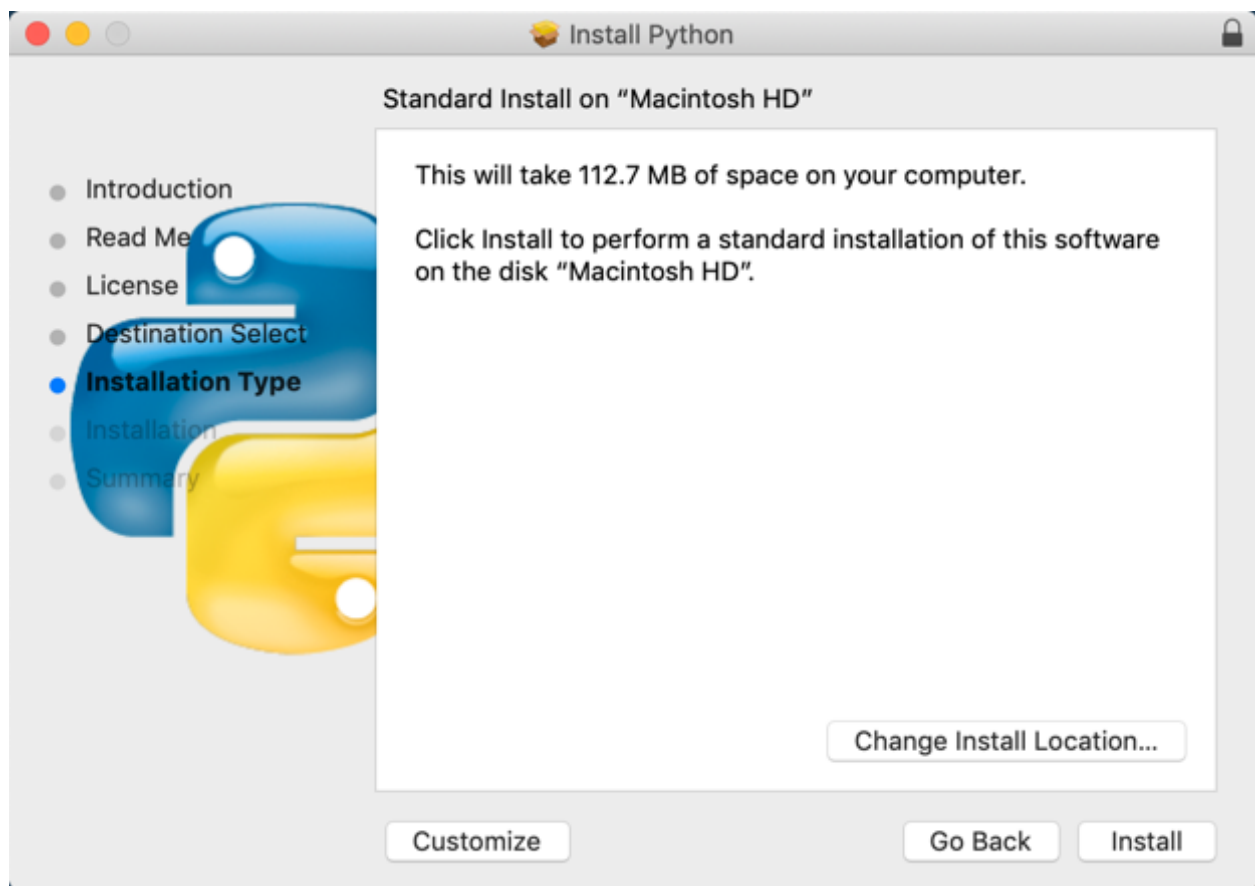 Install Python
Standard Install on “Macintosh HD”
Introduction
Read Me
License
Destination Select
Installation Type
Installation
Summary
This will take 112.7 MB of space on your computer.
Click Install to perform a standard installation of this software
on the disk “Macintosh HD”.
Change Install Location...
Customize
Go Back
Install